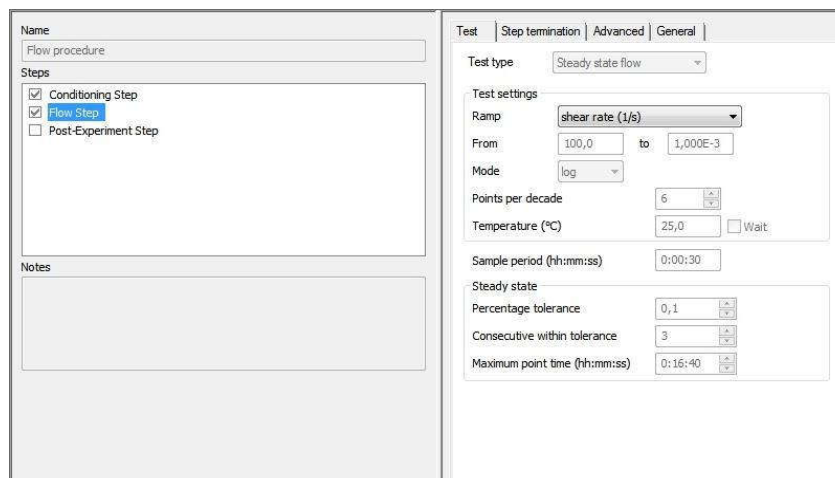 Name
Flow procedure
Steps
Conditioning Step
Flow Step
Post-Experiment Step
Notes
Test Step termination Advanced General
Test type Steady state flow
Test settings
Ramp shear rate (1/s)
From 100,0 to 1,000E-3
Mode log
Points per decade 6
Temperature (°C) 25,0 Wait
Sample period (hh:mm:ss) 0:00:30
Steady state
Percentage tolerance 0,1
Consecutive within tolerance 3
Maximum point time (hh:mm:ss) 0:16:40